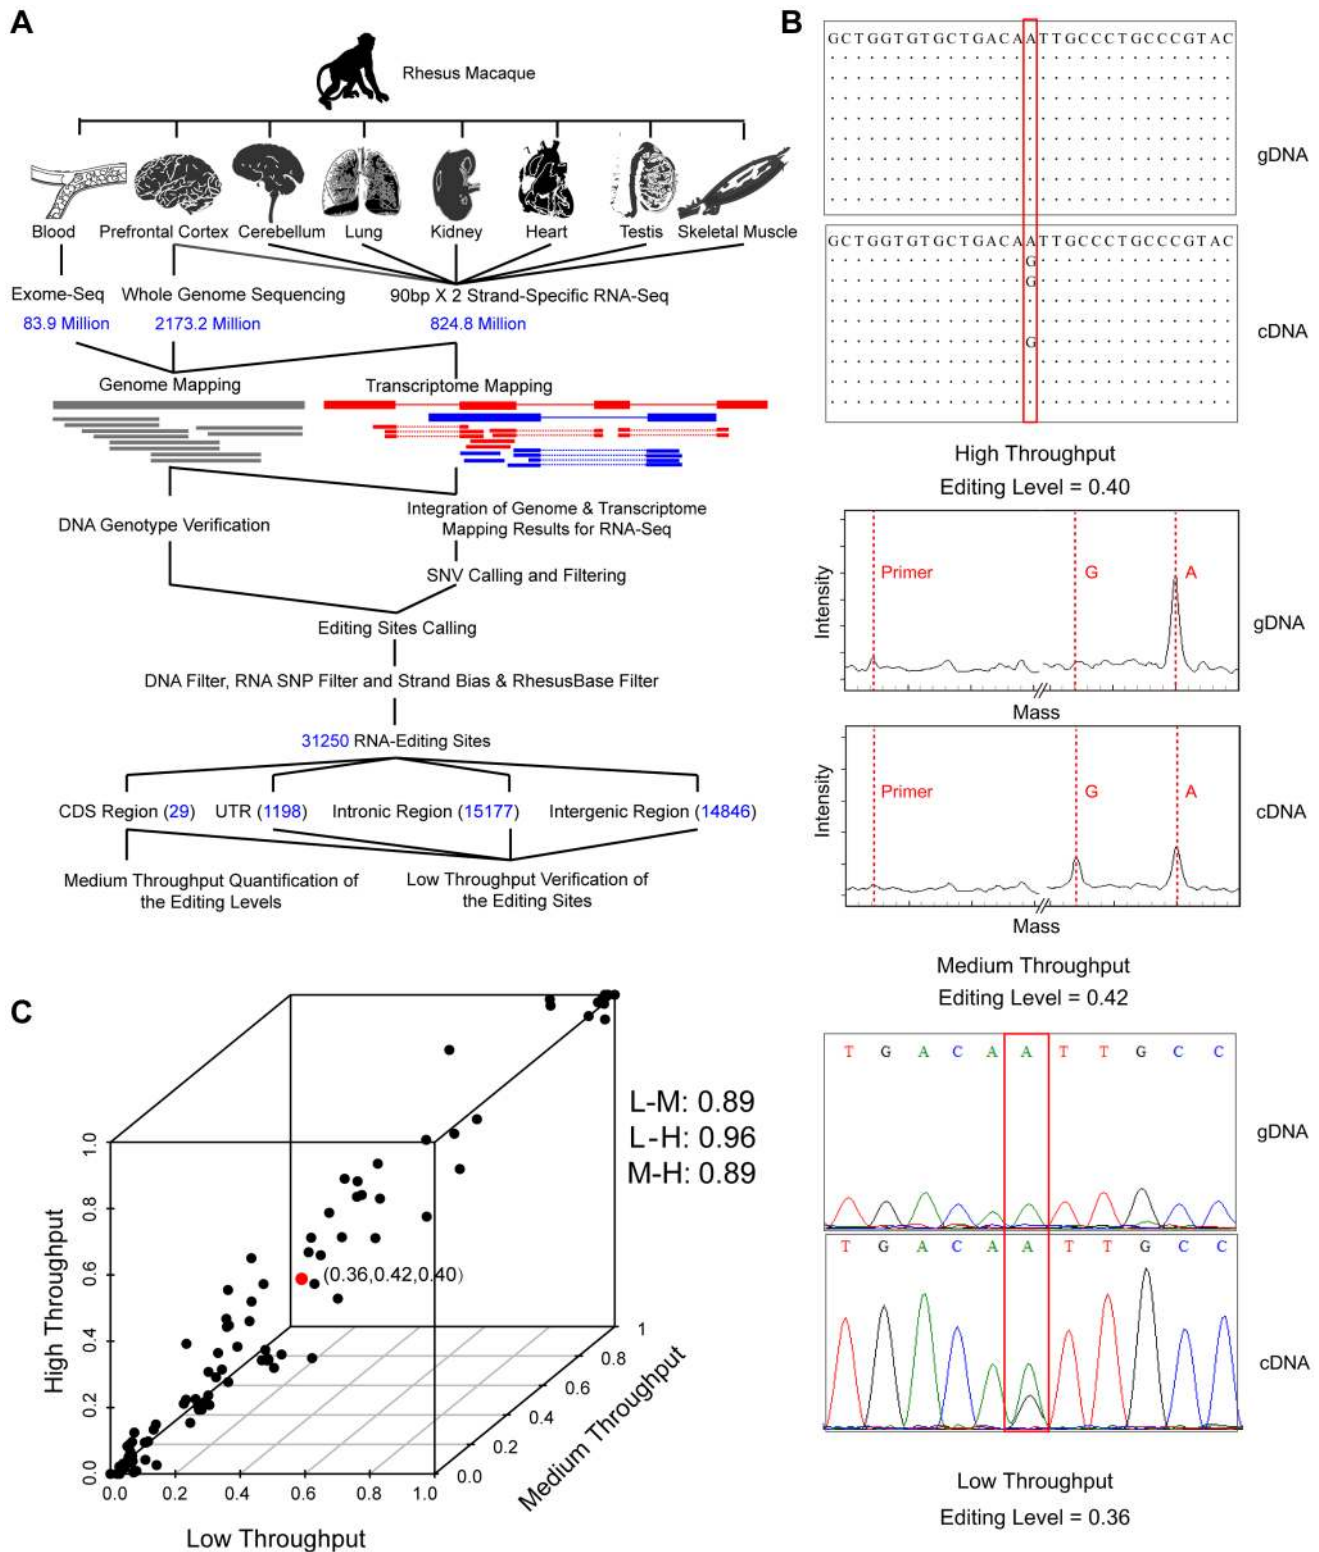 A
Rhesus Macaque
Blood
Prefrontal Cortex
Cerebellum
Lung
Kidney
Heart
Testis
Skeletal Muscle
Exome-Seq
Whole Genome Sequencing
90bp X 2 Strand-Specific RNA-Seq
83.9 Million
2173.2 Million
824.8 Million
Genome Mapping
Transcriptome Mapping
DNA Genotype Verification
Integration of Genome & Transcriptome
Mapping Results for RNA-Seq
SNV Calling and Filtering
Editing Sites Calling
DNA Filter, RNA SNP Filter and Strand Bias & RhesusBase Filter
31250 RNA-Editing Sites
CDS Region (29)
UTR (1198)
Intronic Region (15177)
Intergenic Region (14846)
Medium Throughput Quantification of
the Editing Levels
Low Throughput Verification of
the Editing Sites
B
GCTGGTGTGCTGACAATTGCCCTGCCCGTAC
gDNA
GCTGGTGTGCTGACAATTGCCCTGCCCGTAC
G
G
G
cDNA
High Throughput
Editing Level = 0.40
Intensity
Primer
G
A
gDNA
Mass
Intensity
Primer
G
A
cDNA
Mass
Medium Throughput
Editing Level = 0.42
T G A C A A T T G C C
gDNA
T G A C A A T T G C C
cDNA
Low Throughput
Editing Level = 0.36
C
L-M: 0.89
L-H: 0.96
M-H: 0.89
(0.36,0.42,0.40)
High Throughput
1.0
0.8
0.6
0.4
0.2
0.0
0.0 0.2 0.4 0.6 0.8 1.0
Low Throughput
1
0.8
0.6
0.4
0.2
0.0
Medium Throughput